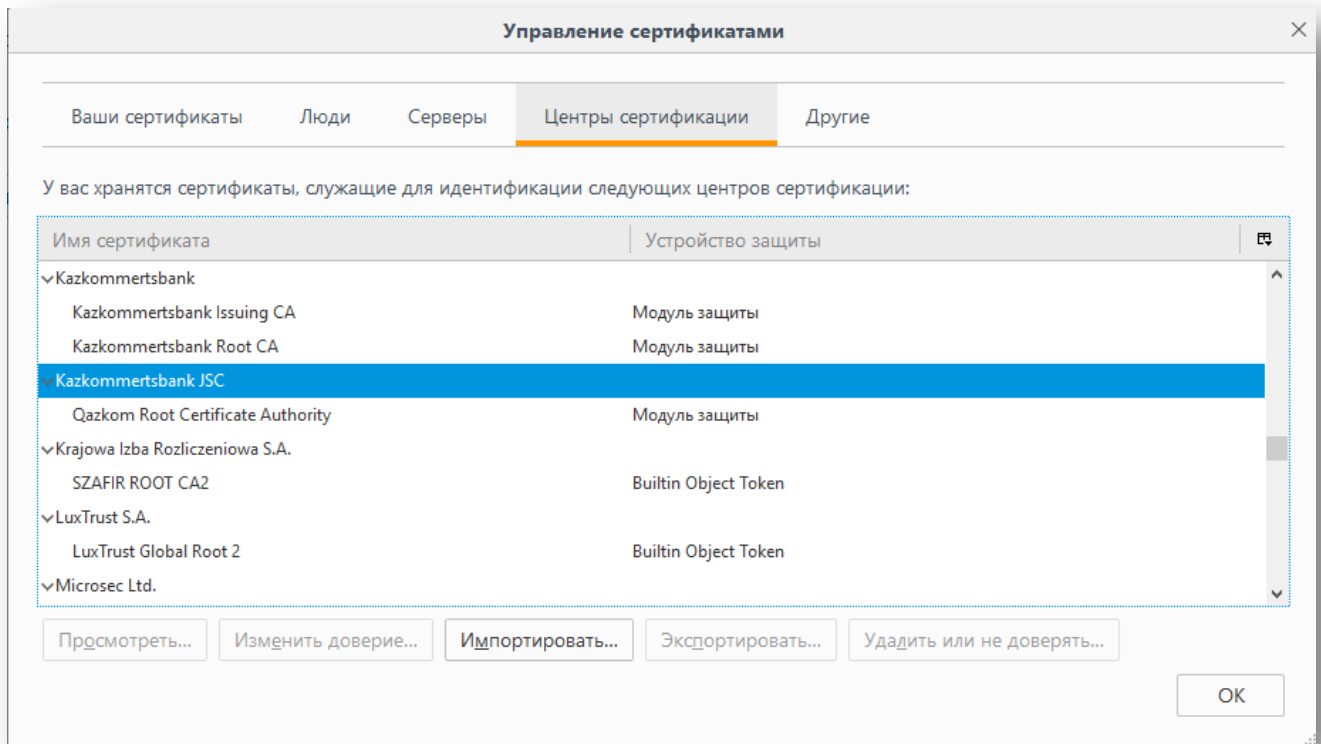 Управление сертификатами
Ваши сертификаты Люди Серверы Центры сертификации Другие
У вас хранятся сертификаты, служащие для идентификации следующих центров сертификации:
Имя сертификата Устройство защиты
Kazkommertsbank
Kazkommertsbank Issuing CA Модуль защиты
Kazkommertsbank Root CA Модуль защиты
Kazkommertsbank JSC
Qazkom Root Certificate Authority Модуль защиты
Krajowa Izba Rozliczeniowa S.A.
SZAFIR ROOT CA2 Builtin Object Token
LuxTrust S.A.
LuxTrust Global Root 2 Builtin Object Token
Microsec Ltd.
Просмотреть... Изменить доверие... Импортировать... Экспортировать... Удалить или не доверять...
OK